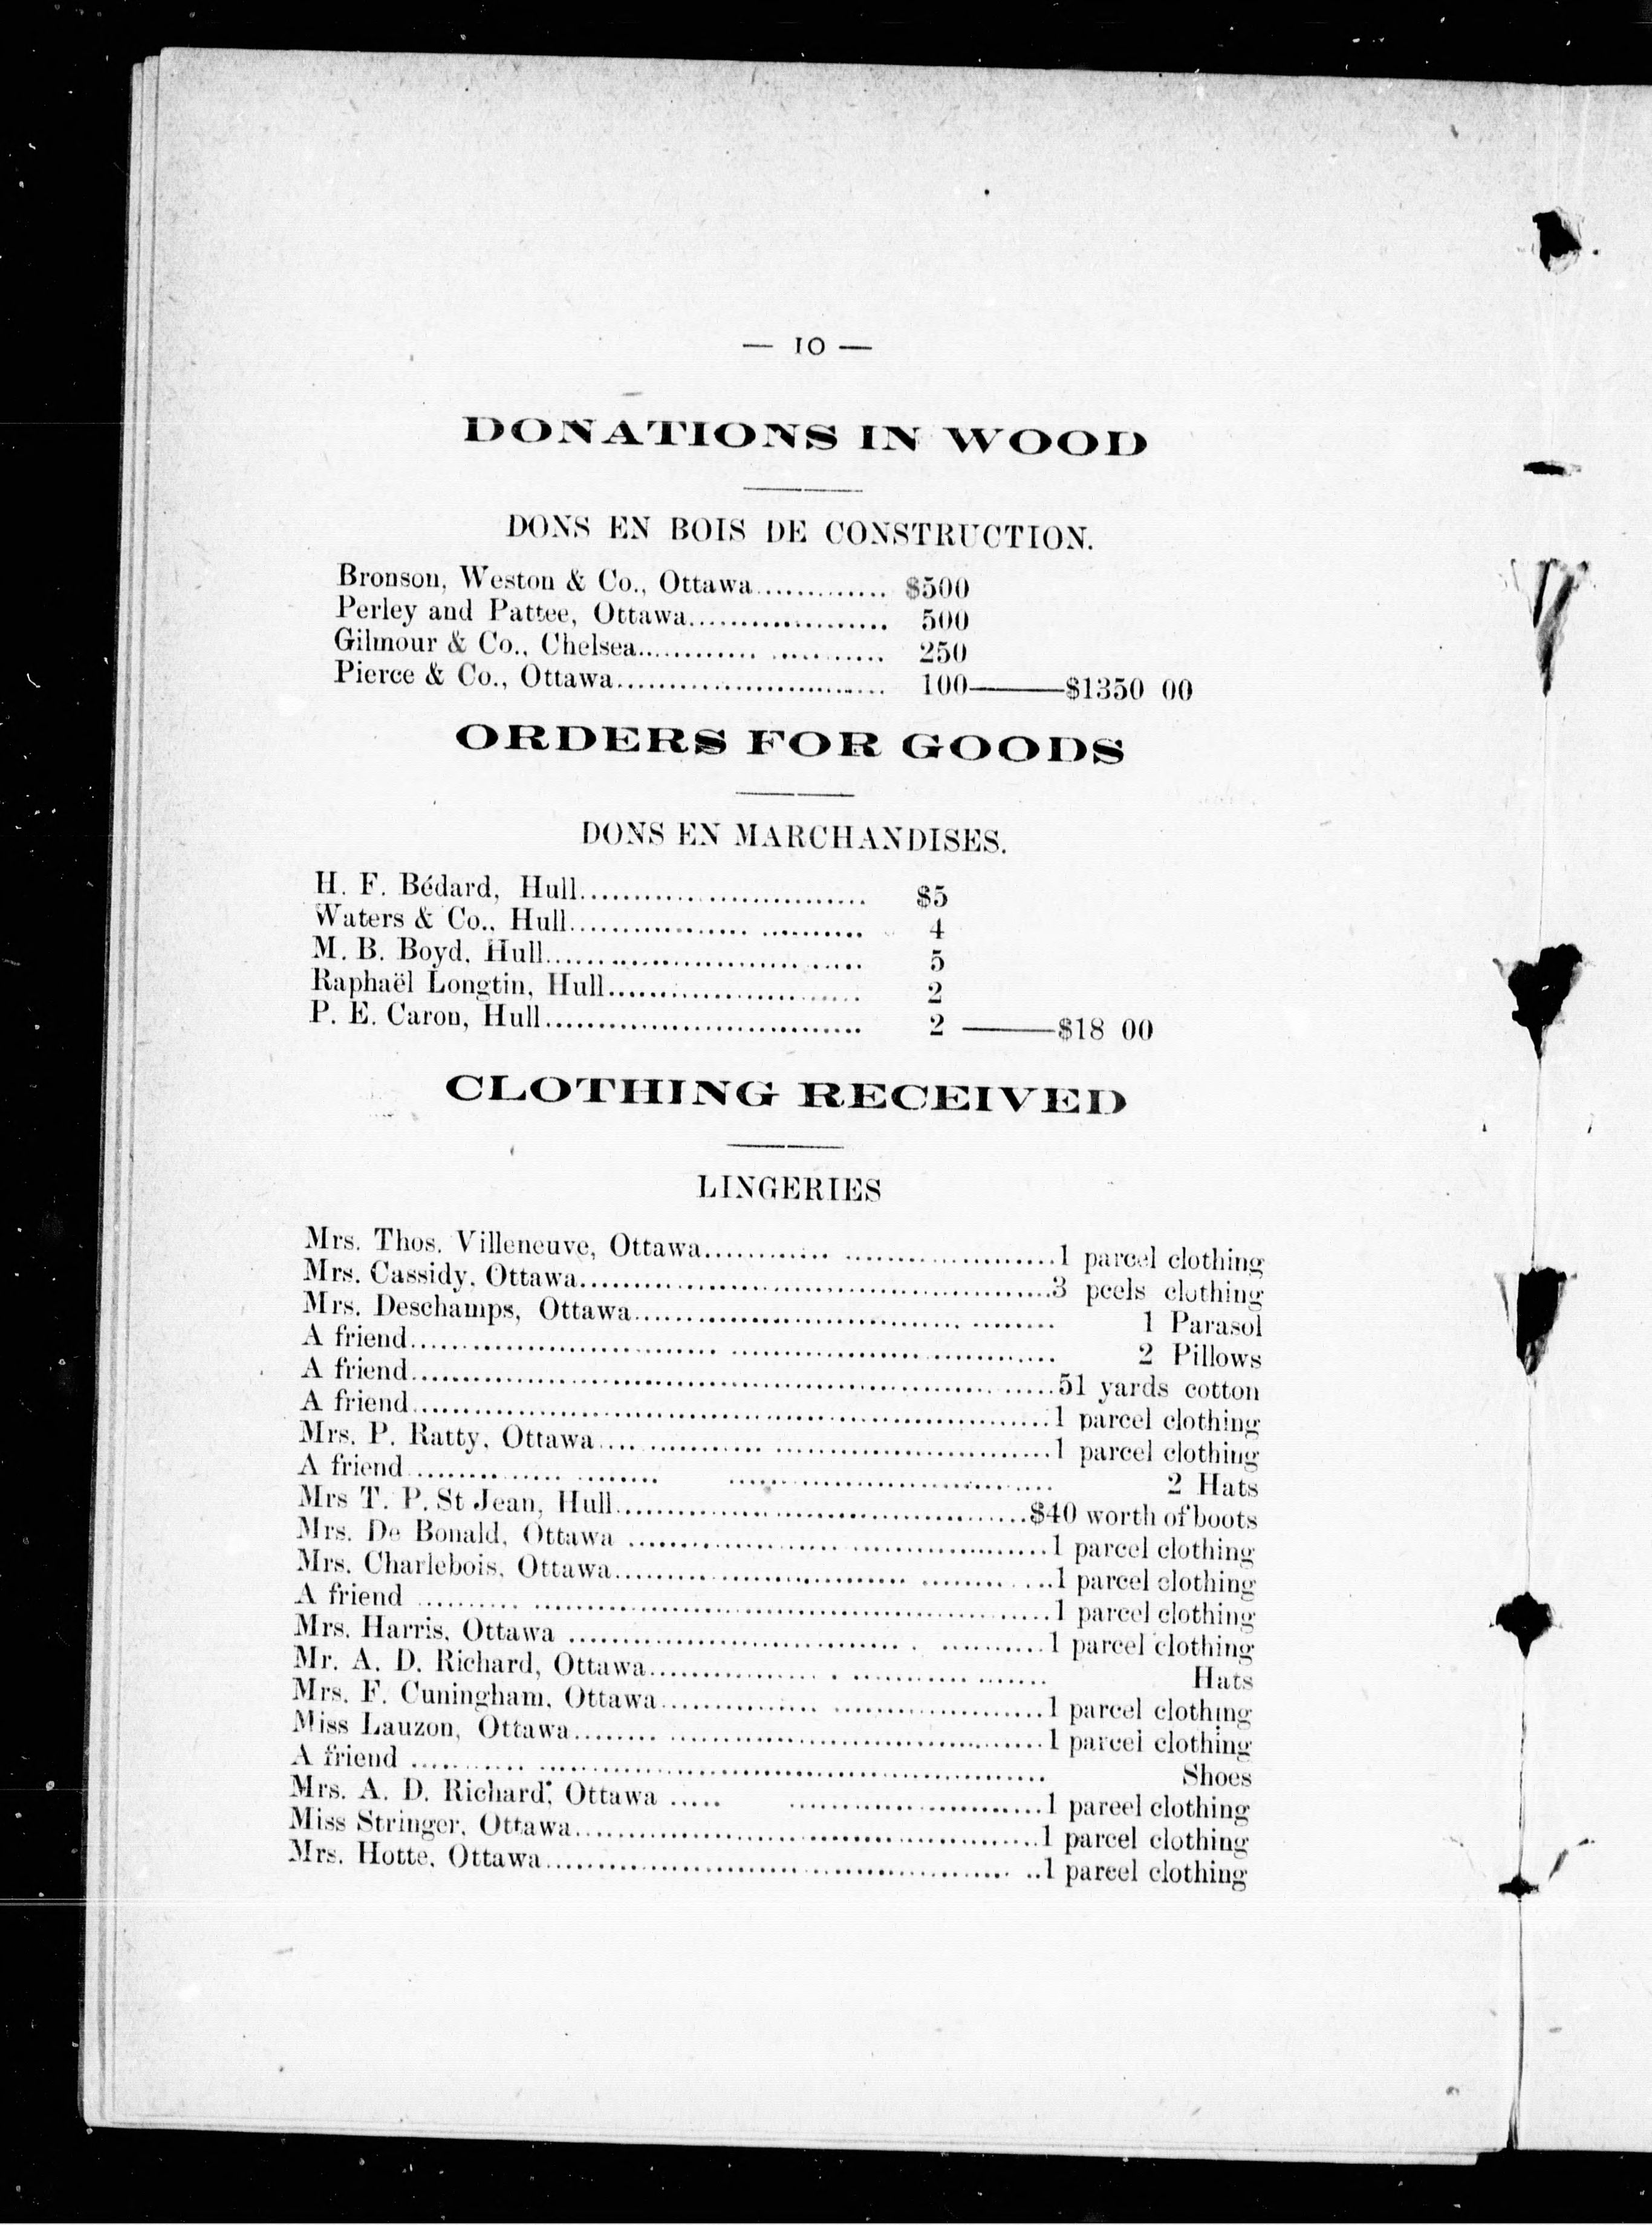 — 10 —
DONATIONS IN WOOD
DONS EN BOIS DE CONSTRUCTION.
Bronson, Weston & Co., Ottawa............. $500
Perley and Pattee, Ottawa................... 500
Gilmour & Co., Chelsea............ ........... 250
Pierce & Co., Ottawa.......................... 100———$1350 00
ORDERS FOR GOODS
DONS EN MARCHANDISES.
H. F. Bédard, Hull........................... $5
Waters & Co., Hull................. .......... 4
M. B. Boyd, Hull.............................. 5
Raphaël Longtin, Hull........................ 2
P. E. Caron, Hull.............................. 2 ———$18 00
CLOTHING RECEIVED
LINGERIES
Mrs. Thos. Villeneuve, Ottawa............ ....................1 parcel clothing
Mrs. Cassidy, Ottawa.............................................3 pcels clothing
Mrs. Deschamps, Ottawa............................... ........ 1 Parasol
A friend............................. .............................. 2 Pillows
A friend.............................................................51 yards cotton
A friend.............................................................1 parcel clothing
Mrs. P. Ratty, Ottawa.... ........... ..........................1 parcel clothing
A friend.............. ........ ............................... 2 Hats
Mrs T. P. St Jean, Hull.......................................$40 worth of boots
Mrs. De Bonald, Ottawa ........................................1 parcel clothing
Mrs. Charlebois, Ottawa............................ ............1 parcel clothing
A friend .......... .................................................1 parcel clothing
Mrs. Harris, Ottawa ................................ . ..........1 parcel clothing
Mr. A. D. Richard, Ottawa................ . ............ ....... Hats
Mrs. F. Cuningham, Ottawa............... ....................1 parcel clothing
Miss Lauzon, Ottawa........ ...................................1 parcel clothing
A friend ........... ................................................ Shoes
Mrs. A. D. Richard, Ottawa ..... ........................1 parcel clothing
Miss Stringer, Ottawa............................................1 parcel clothing
Mrs. Hotte, Ottawa............................................ ..1 parcel clothing